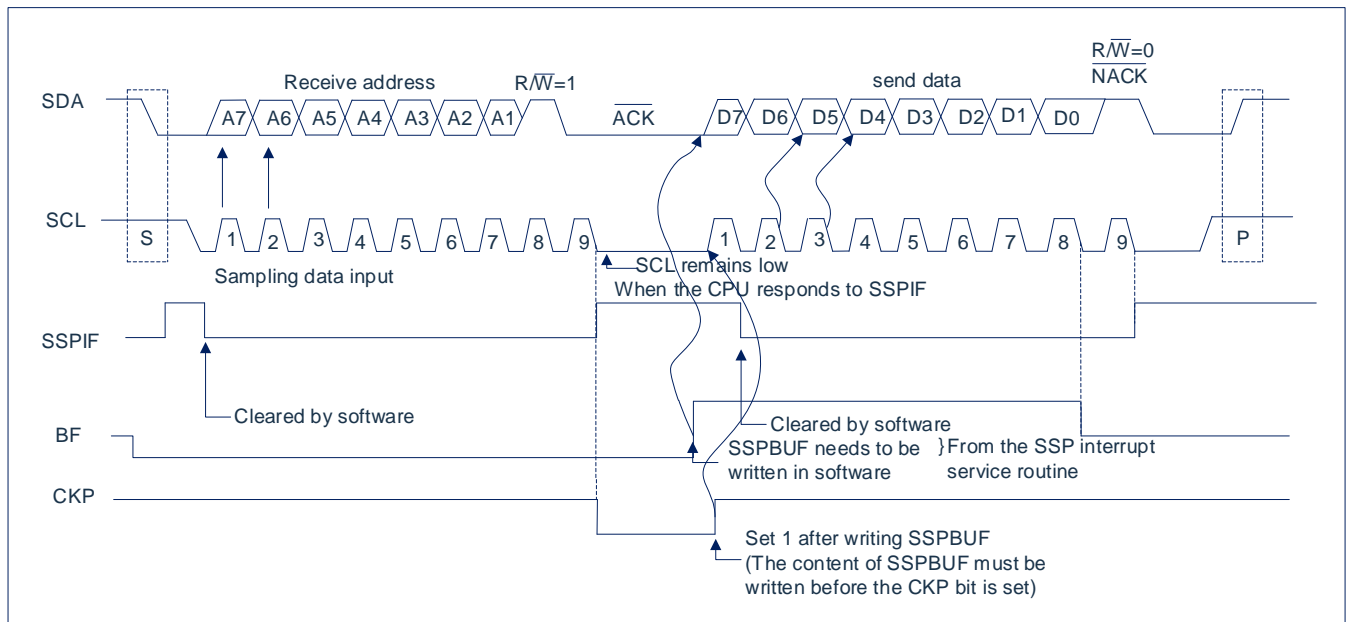 R/W=0
NACK
Receive address
R/W=1
send data
SDA
A7 A6 A5 A4 A3 A2 A1
ACK
D7 D6 D5 D4 D3 D2 D1 D0
SCL
S
1 2 3 4 5 6 7 8 9
1 2 3 4 5 6 7 8 9
P
Sampling data input
SCL remains low
When the CPU responds to SSPIF
SSPIF
Cleared by software
Cleared by software
BF
SSPBUF needs to be
written in software
}From the SSP interrupt
service routine
CKP
Set 1 after writing SSPBUF
(The content of SSPBUF must be
written before the CKP bit is set)